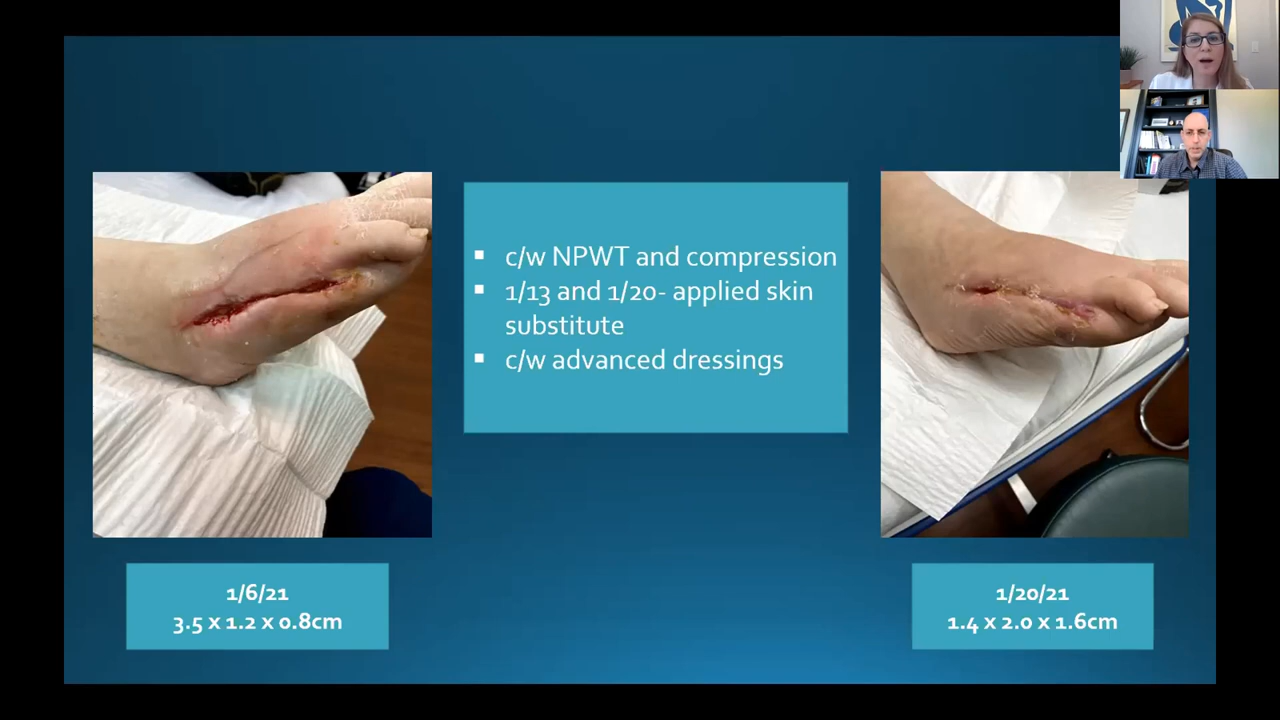 c/w NPWT and compression
1/13 and 1/20- applied skin
substitute
c/w advanced dressings
1/6/21
3.5 x 1.2 x 0.8cm
1/20/21
1.4 x 2.0 x 1.6cm